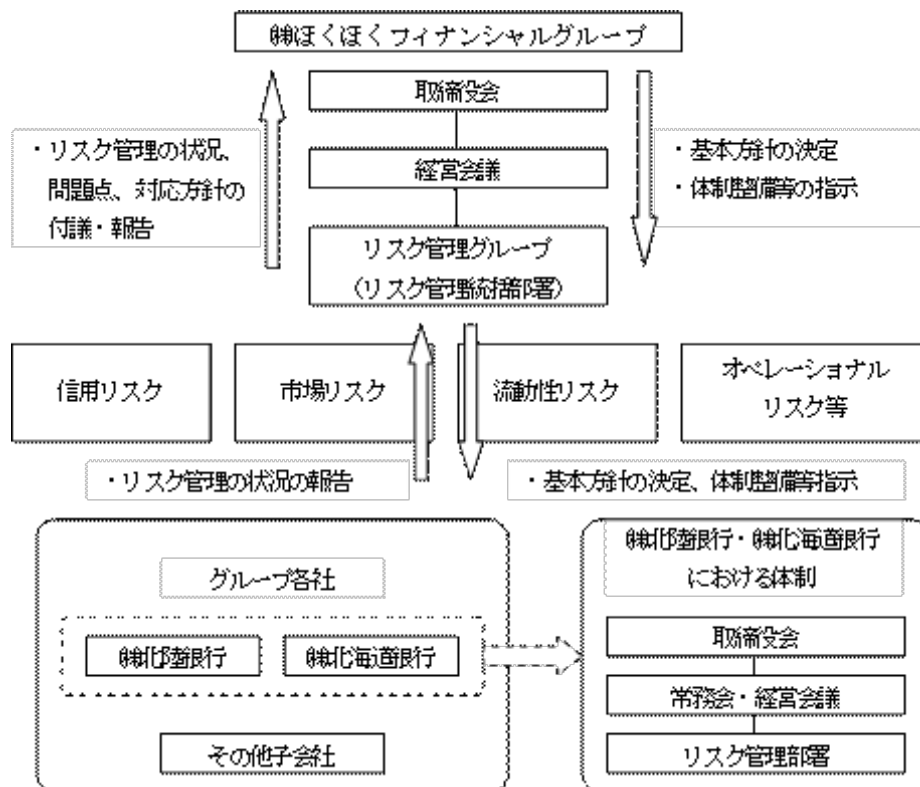 ㈱ほくほくフィナンシャルグループ
取締役会
・リスク管理の状況、
問題点、対応方針の
付議・報告
・基本方針の決定
・体制整備等の指示
経営会議
リスク管理グループ
（リスク管理統括部署）
信用リスク
市場リスク
流動性リスク
オペレーショナル
リスク等
・リスク管理の状況の報告
・基本方針の決定、体制整備等指示
グループ各社
㈱北陸銀行
㈱北海道銀行
その他子会社
㈱北陸銀行・㈱北海道銀行
における体制
取締役会
常務会・経営会議
リスク管理部署